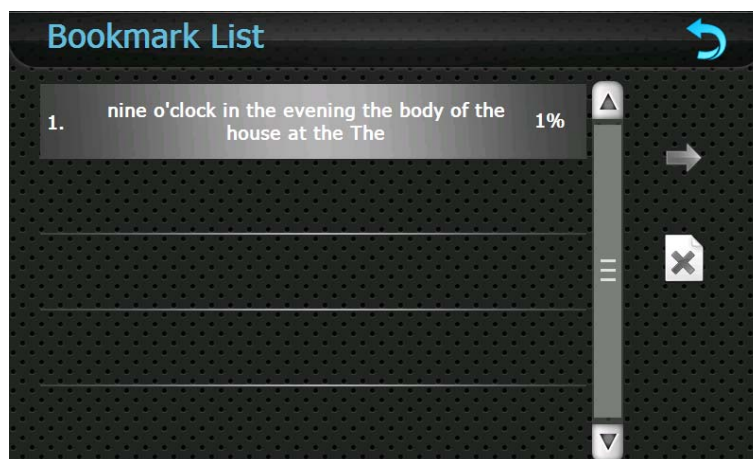 Bookmark List
1. nine o'clock in the evening the body of the 1%
house at the The